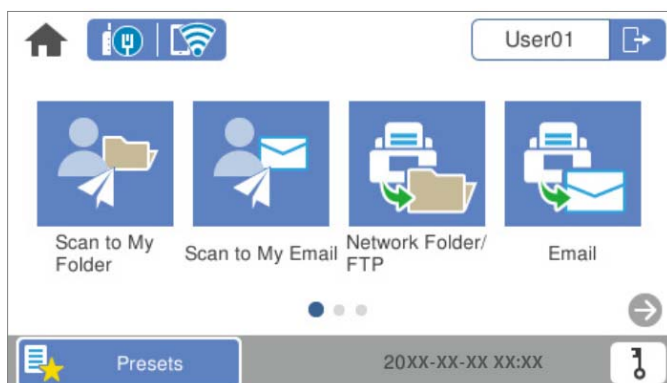 User01
Scan to My
Folder
Scan to My Email
Network Folder/
FTP
Email
Presets
20XX-XX-XX XX:XX